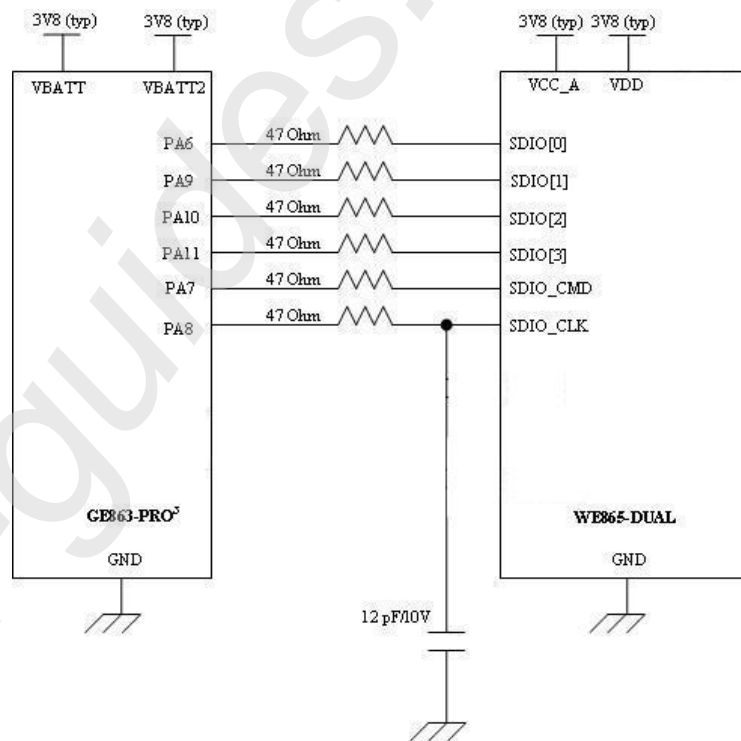 3V8 (typ) 3V8 (typ) 3V8 (typ) 3V8 (typ)
VBATT VBATT2 VCC_A VDD
PA6 47 Ohm SDIO[0]
PA9 47 Ohm SDIO[1]
PA10 47 Ohm SDIO[2]
PA11 47 Ohm SDIO[3]
PA7 47 Ohm SDIO_CMD
PA8 47 Ohm SDIO_CLK
GE863-PRO³ WE865-DUAL
GND GND
12 pF/10V
guides.